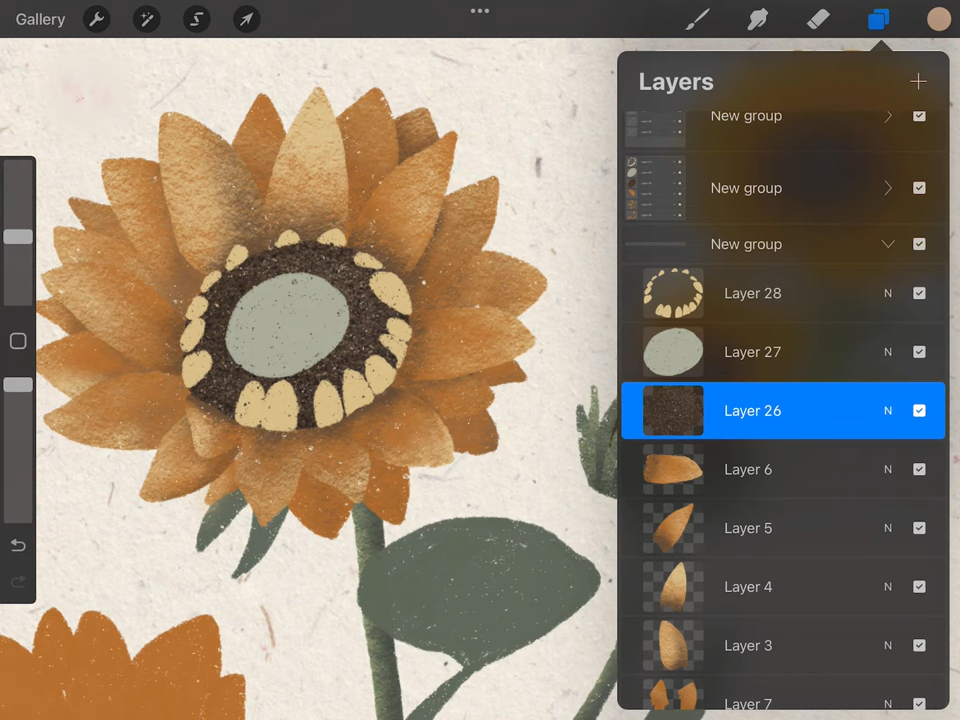 Gallery
Layers
New group
New group
New group
Layer 28 N
Layer 27 N
Layer 26 N
Layer 6 N
Layer 5 N
Layer 4 N
Layer 3 N
Layer 7 N